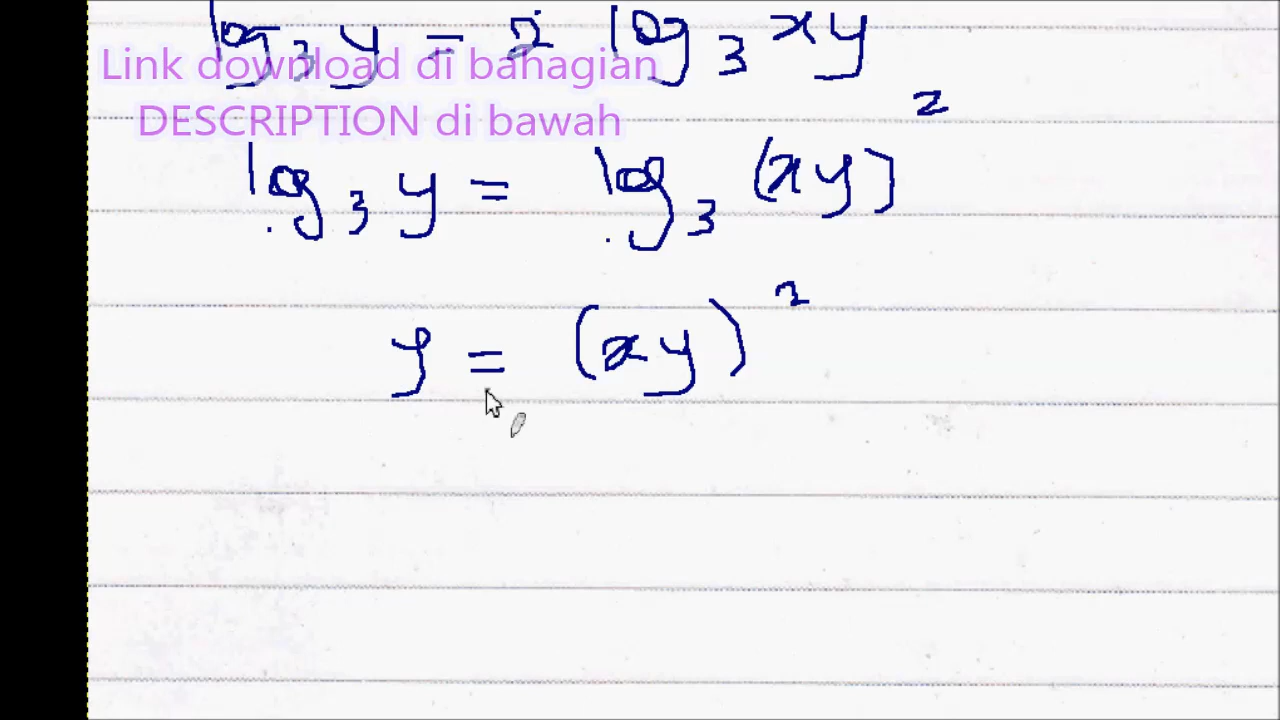 log₃ y = 2 log₃ xy
Link download di bahagian
DESCRIPTION di bawah
log₃ y = log₃ (xy)²
y = (xy)²